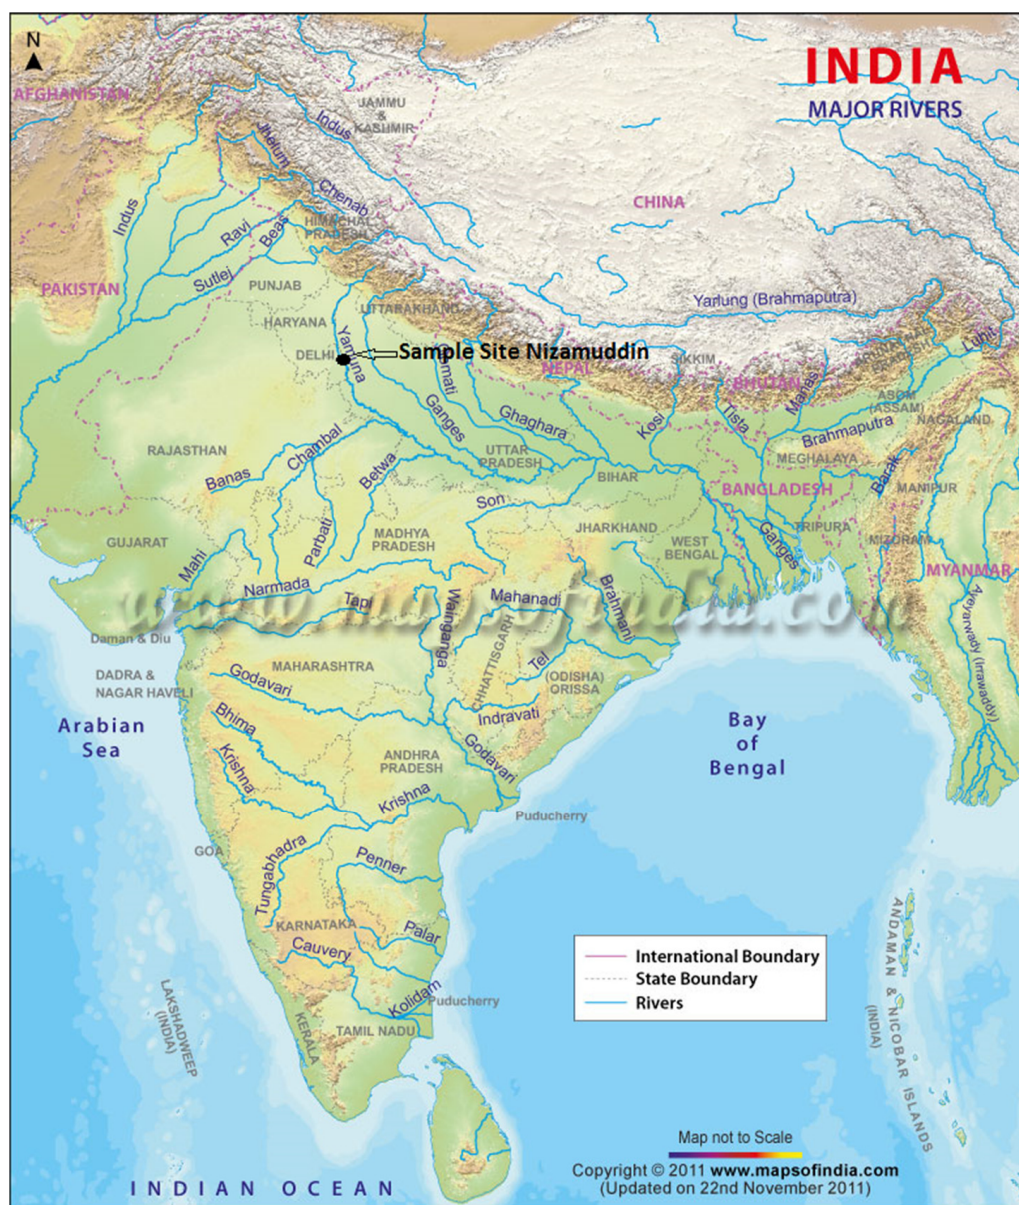 N
INDIA
MAJOR RIVERS
AFGHANISTAN
JAMMU
&
KASHMIR
Indus
Jhelum
Chenab
HIMACHAL
PRADESH
CHINA
Indus
Ravi
Beas
Sutlej
PAKISTAN
PUNJAB
HARYANA
UTTARAKHAND
Yarlung (Brahmaputra)
DELHI
Yamuna
Sample Site Nizamuddin
NEPAL
SIKKIM
BHUTAN
Manas
Luhit
ASOM
(ASSAM)
NAGALAND
RAJASTHAN
Banas
Chambal
Ganges
Ghaghara
Kosi
Tista
Brahmaputra
UTTAR
PRADESH
BIHAR
MEGHALAYA
Barak
MANIPUR
BANGLADESH
Betwa
Son
GUJARAT
Mahi
Parbati
MADHYA
PRADESH
JHARKHAND
WEST
BENGAL
Ganges
TRIPURA
MIZORAM
MYANMAR
Narmada
Tapi
Wainganga
Mahanadi
Brahmani
www.mapsofindia.com
Ayeyarwady (Irrawaddy)
Daman & Diu
DADRA &
NAGAR HAVELI
MAHARASHTRA
CHHATTISGARH
Tel
(ODISHA)
ORISSA
Godavari
Indravati
Arabian
Sea
Bhima
Krishna
ANDHRA
PRADESH
Godavari
Bay
of
Bengal
Krishna
Puducherry
GOA
Tungabhadra
Penner
KARNATAKA
Palar
Cauvery
Kolidam
Puducherry
LAKSHADWEEP
(INDIA)
KERALA
TAMIL NADU
ANDAMAN & NICOBAR ISLANDS
(INDIA)
International Boundary
State Boundary
Rivers
Map not to Scale
Copyright © 2011 www.mapsofindia.com
(Updated on 22nd November 2011)
INDIAN OCEAN